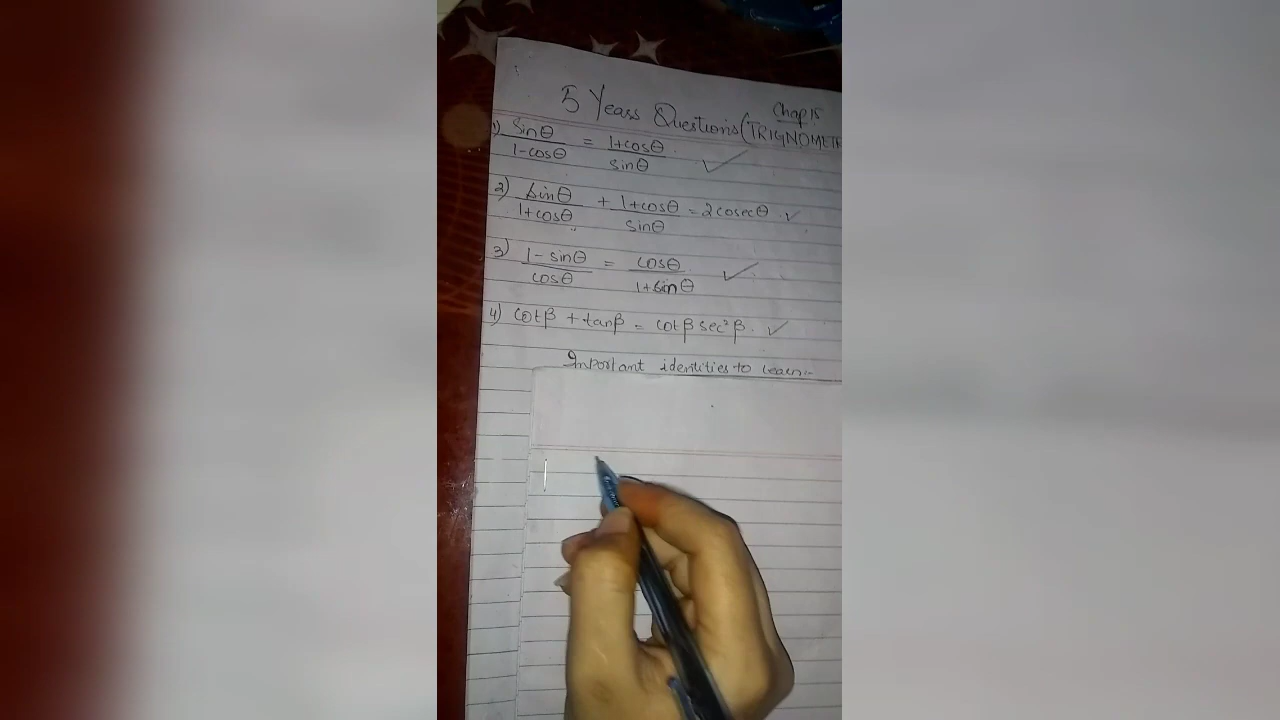 5 Years Questions (TRIGNOMETR
Chap 15
1) Sinθ / 1-cosθ = 1+cosθ / sinθ ✓
2) sinθ / 1+cosθ + 1+cosθ / sinθ = 2cosecθ. ✓
3) 1-sinθ / cosθ = cosθ / 1+sinθ ✓
4) cotβ + tanβ = cotβ sec²β. ✓
Important identities to learn:-